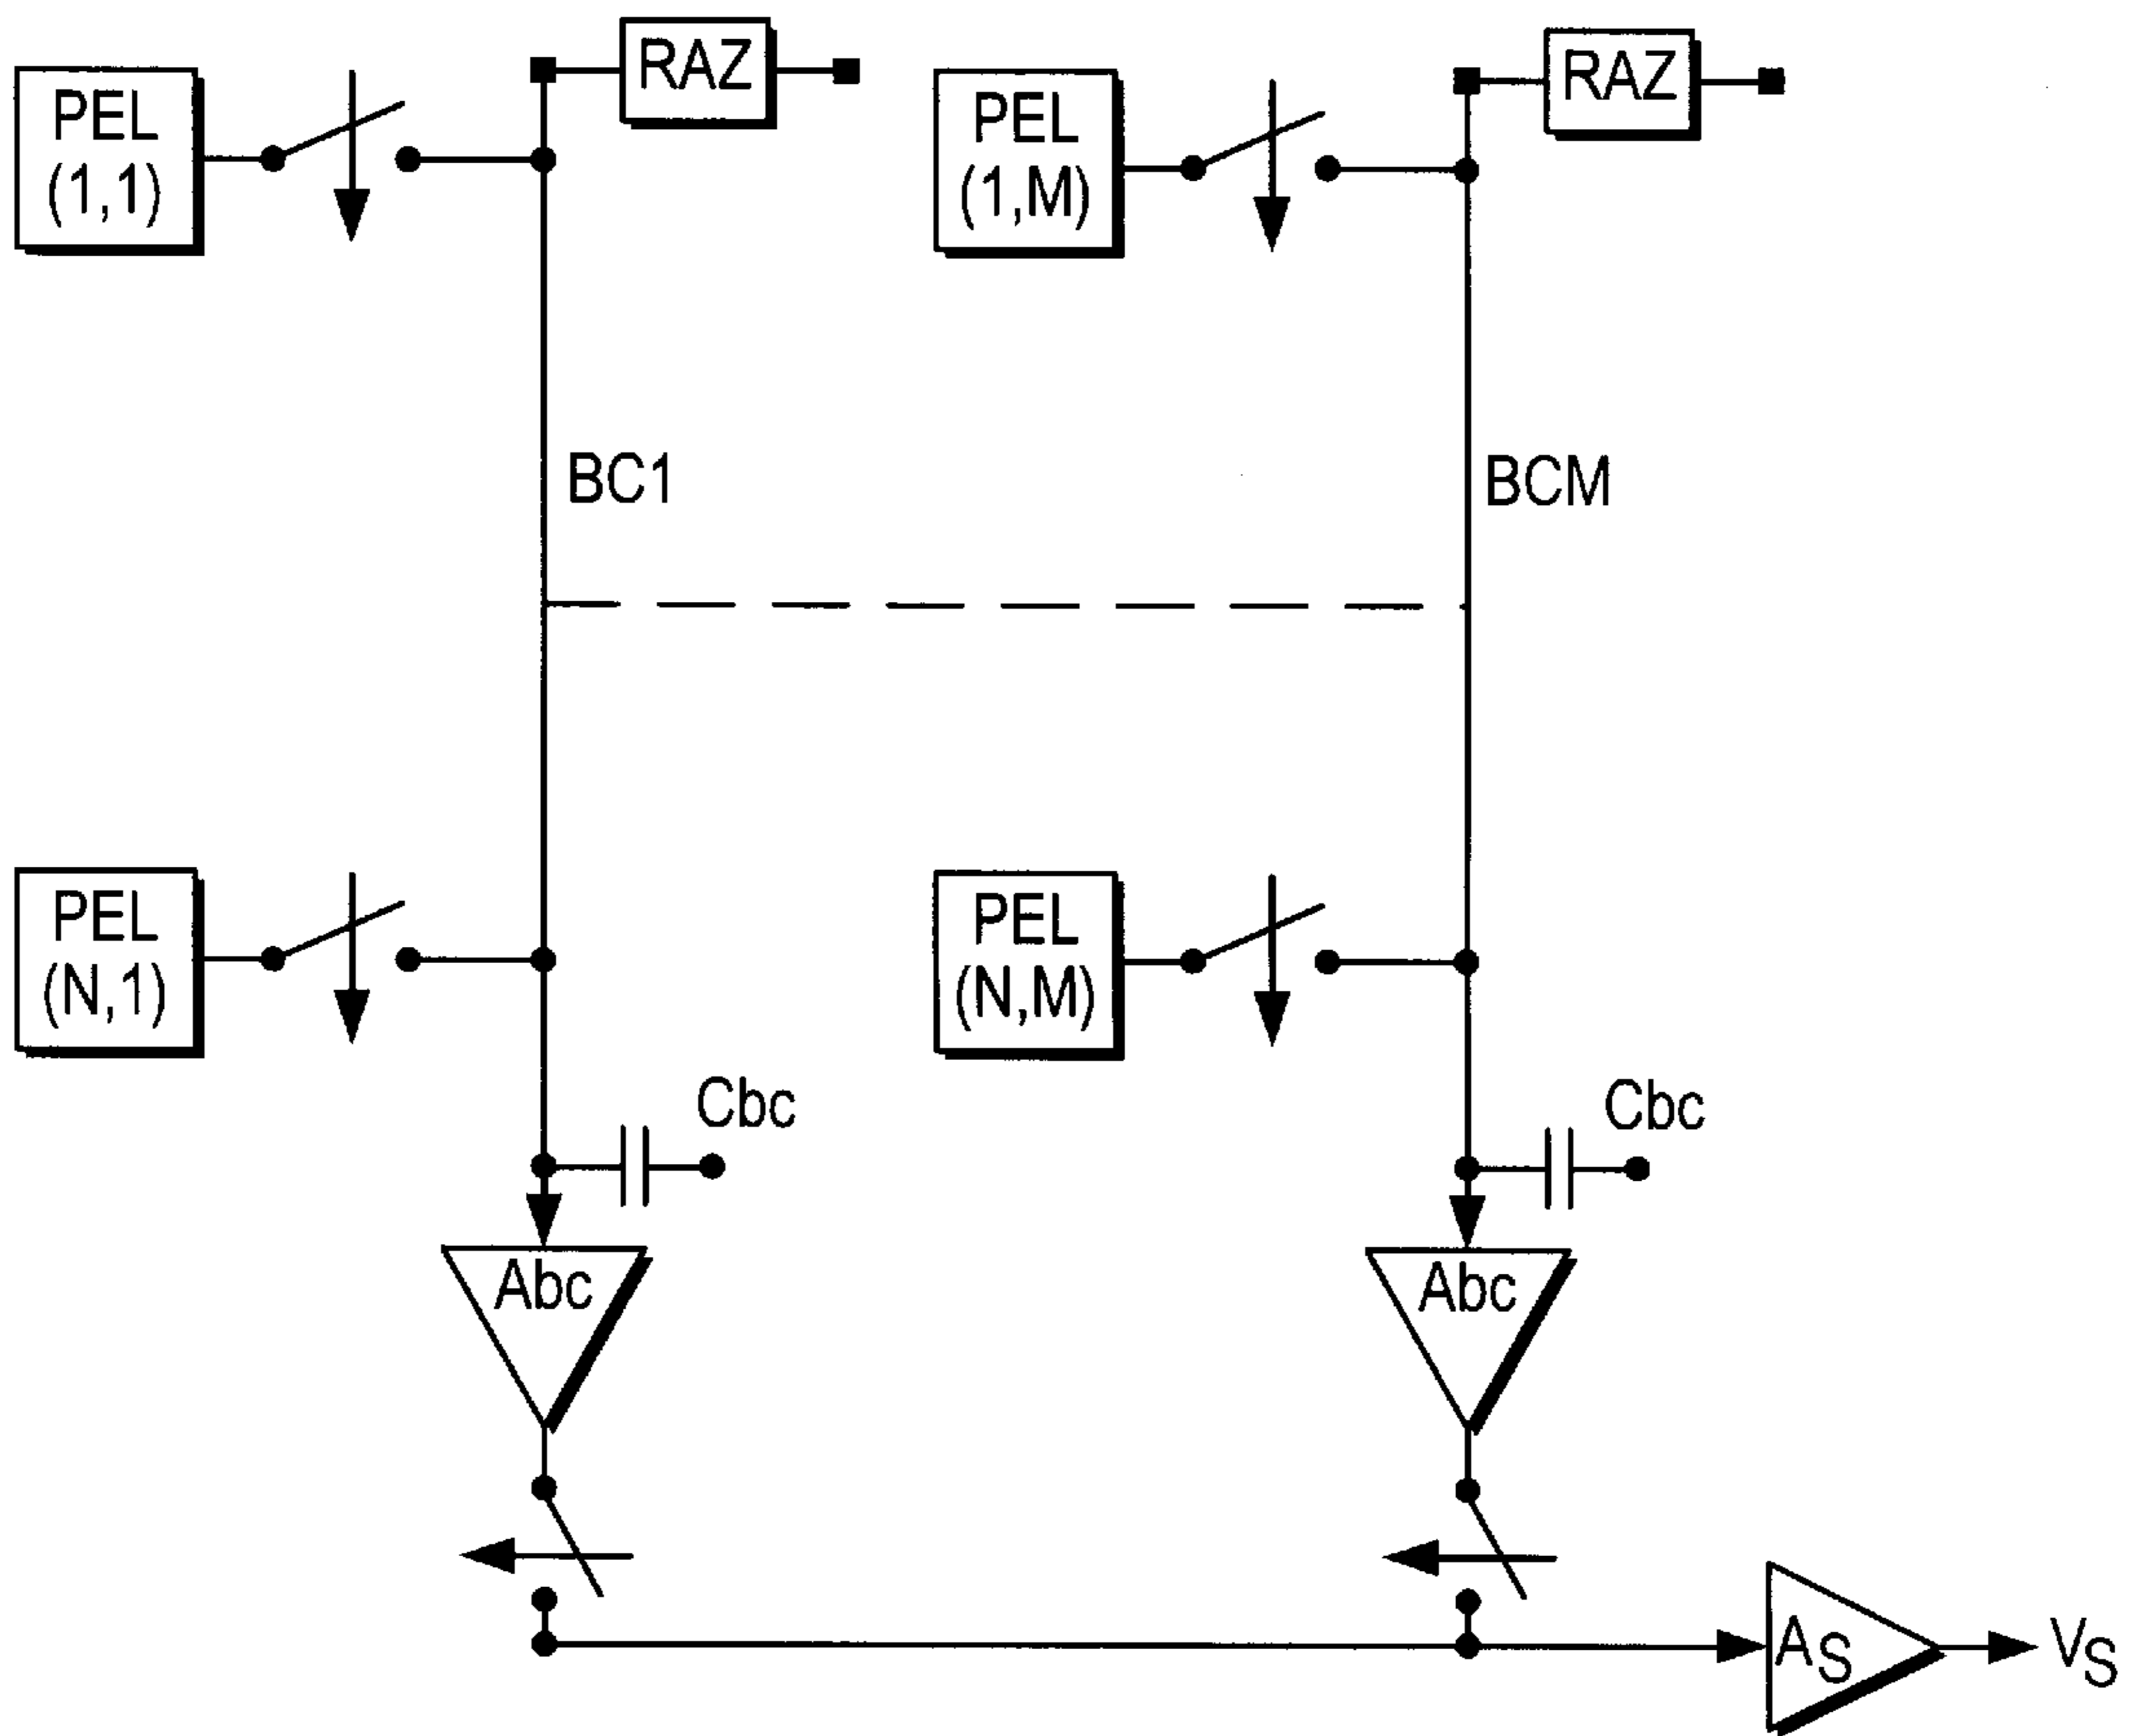 RAZ
RAZ
PEL
(1,1)
PEL
(1,M)
BC1
BCM
PEL
(N,1)
PEL
(N,M)
Cbc
Cbc
Abc
Abc
AS
VS